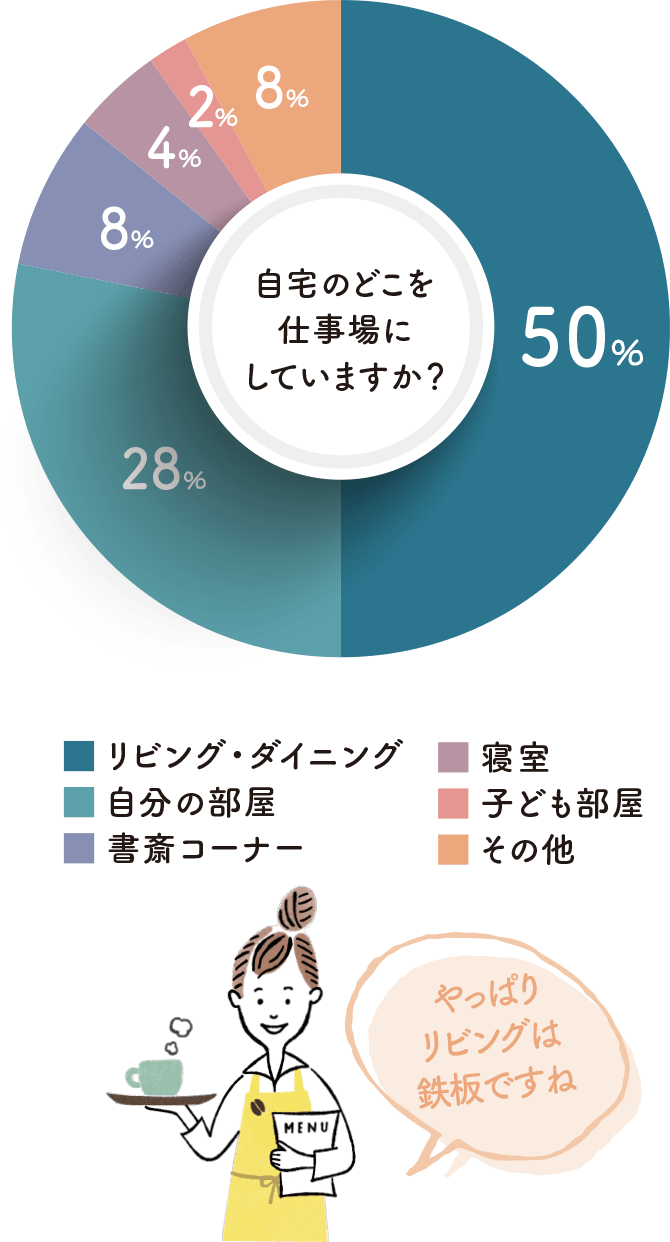 8%
2%
4%
8%
50%
28%
自宅のどこを
仕事場に
していますか?
リビング・ダイニング
自分の部屋
書斎コーナー
寝室
子ども部屋
その他
やっぱり
リビングは
鉄板ですね
MENU